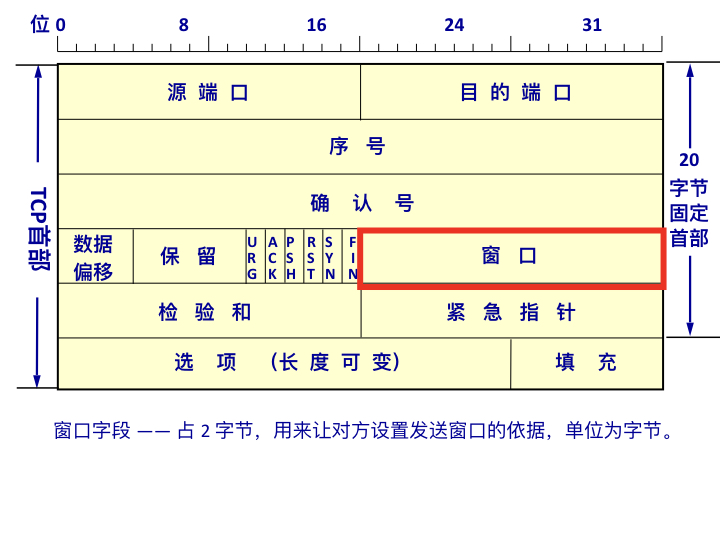 位 0 8 16 24 31
源 端 口 目 的 端 口
序 号
确 认 号
数据
偏移
保 留
URG
ACK
PSH
RST
SYN
FIN
窗 口
检 验 和 紧 急 指 针
选 项 （长 度 可 变） 填 充
TCP首部
20
字节
固定
首部
窗口字段 —— 占 2 字节，用来让对方设置发送窗口的依据，单位为字节。